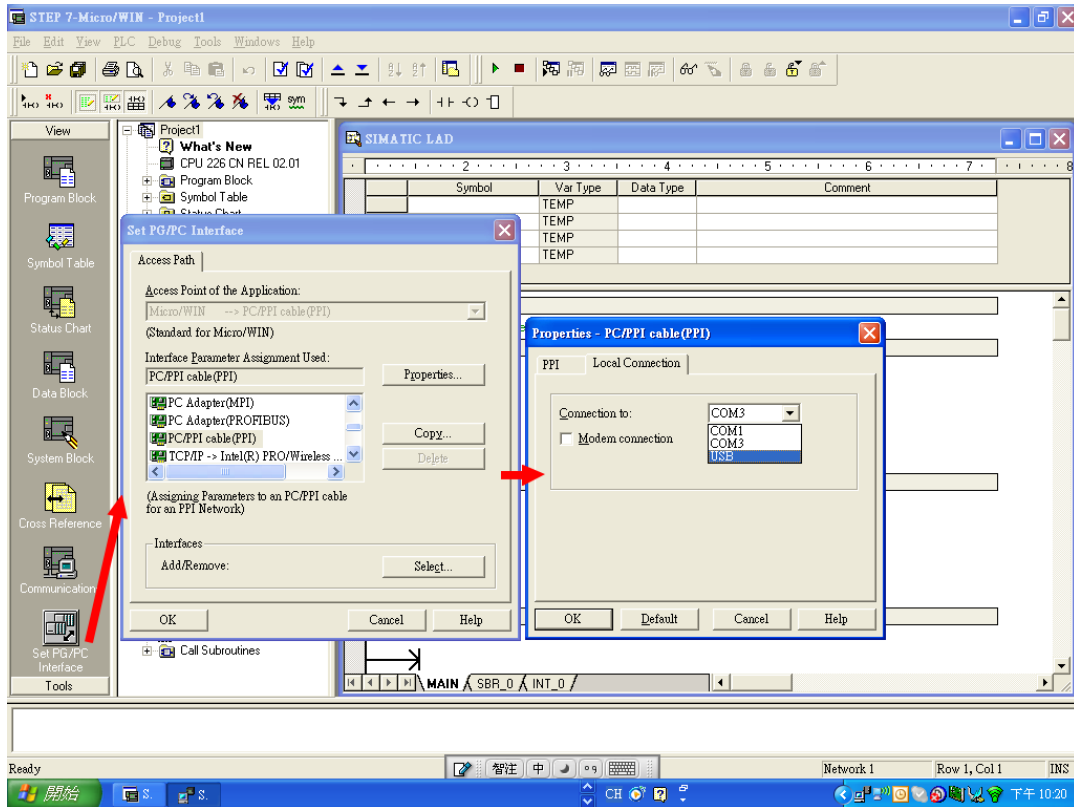 STEP 7-Micro/WIN - Project1
File Edit View PLC Debug Tools Windows Help
sym
View
Program Block
Symbol Table
Status Chart
Data Block
System Block
Cross Reference
Communication
Set PG/PC
Interface
Tools
Project1
What's New
CPU 226 CN REL 02.01
Program Block
Symbol Table
Status Chart
Call Subroutines
SIMATIC LAD
2 3 4 5 6 7 8
Symbol Var Type Data Type Comment
TEMP
TEMP
TEMP
TEMP
Set PG/PC Interface
Access Path
Access Point of the Application:
Micro/WIN --> PC/PPI cable(PPI)
(Standard for Micro/WIN)
Interface Parameter Assignment Used:
PC/PPI cable(PPI)
Properties...
PC Adapter(MPI)
PC Adapter(PROFIBUS)
PC/PPI cable(PPI)
TCP/IP -> Intel(R) PRO/Wireless ...
Copy...
Delete
(Assigning Parameters to an PC/PPI cable
for an PPI Network)
Interfaces
Add/Remove:
Select...
OK Cancel Help
Properties - PC/PPI cable(PPI)
PPI Local Connection
Connection to: COM3
Modem connection
COM1
COM3
USB
OK Default Cancel Help
MAIN SBR_0 INT_0
Ready
智注 中
Network 1 Row 1, Col 1 INS
開始
S.
S.
CH
下午 10:20